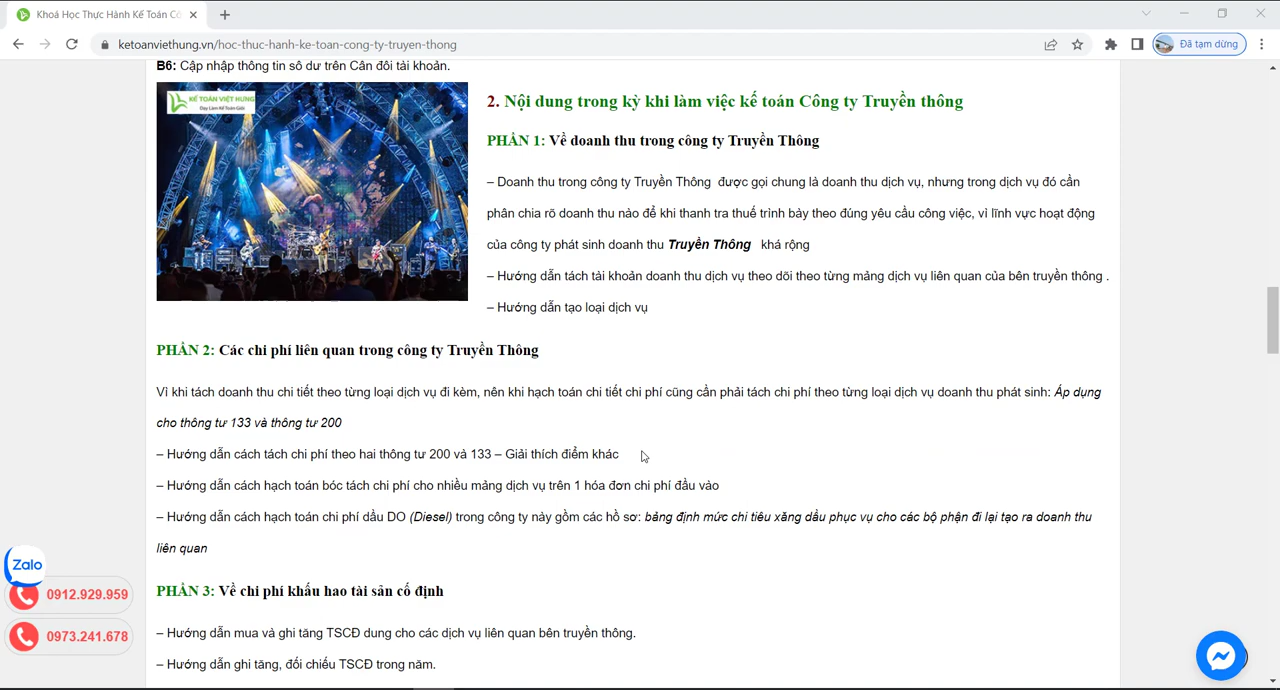 Khoá Học Thực Hành Kế Toán Cô
ketoanviethung.vn/hoc-thuc-hanh-ke-toan-cong-ty-truyen-thong
Đã tạm dừng
B6: Cập nhập thông tin số dư trên Cân đối tài khoản.
KẾ TOÁN VIỆT HƯNG
Dạy Làm Kế Toán Giỏi
2. Nội dung trong kỳ khi làm việc kế toán Công ty Truyền thông
PHẦN 1: Về doanh thu trong công ty Truyền Thông
– Doanh thu trong công ty Truyền Thông được gọi chung là doanh thu dịch vụ, nhưng trong dịch vụ đó cần
phân chia rõ doanh thu nào để khi thanh tra thuế trình bày theo đúng yêu cầu công việc, vì lĩnh vực hoạt động
của công ty phát sinh doanh thu Truyền Thông khá rộng
– Hướng dẫn tách tài khoản doanh thu dịch vụ theo dõi theo từng mảng dịch vụ liên quan của bên truyền thông .
– Hướng dẫn tạo loại dịch vụ
PHẦN 2: Các chi phí liên quan trong công ty Truyền Thông
Vì khi tách doanh thu chi tiết theo từng loại dịch vụ đi kèm, nên khi hạch toán chi tiết chi phí cũng cần phải tách chi phí theo từng loại dịch vụ doanh thu phát sinh: Áp dụng
cho thông tư 133 và thông tư 200
– Hướng dẫn cách tách chi phí theo hai thông tư 200 và 133 – Giải thích điểm khác
– Hướng dẫn cách hạch toán bóc tách chi phí cho nhiều mảng dịch vụ trên 1 hóa đơn chi phí đầu vào
– Hướng dẫn cách hạch toán chi phí dầu DO (Diesel) trong công ty này gồm các hồ sơ: bảng định mức chi tiêu xăng dầu phục vụ cho các bộ phận đi lại tạo ra doanh thu
liên quan
PHẦN 3: Về chi phí khấu hao tài sản cố định
– Hướng dẫn mua và ghi tăng TSCĐ dung cho các dịch vụ liên quan bên truyền thông.
– Hướng dẫn ghi tăng, đối chiếu TSCĐ trong năm.
Zalo
0912.929.959
0973.241.678